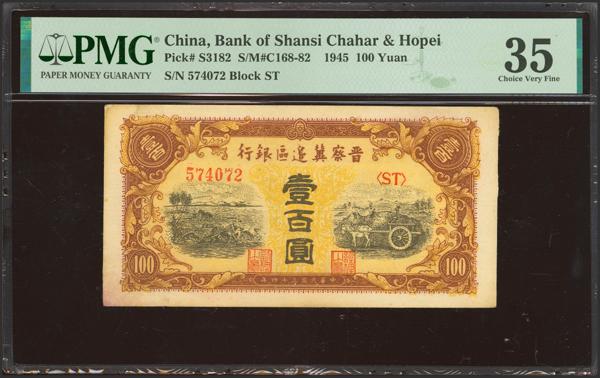 PMG
PAPER MONEY GUARANTY
China, Bank of Shansi Chahar & Hopei
Pick# S3182 S/M#C168-82 1945 100 Yuan
S/N 574072 Block ST
35
Choice Very Fine
行銀區邊冀察晉
574072
〈ST〉
壹百圓
100
100